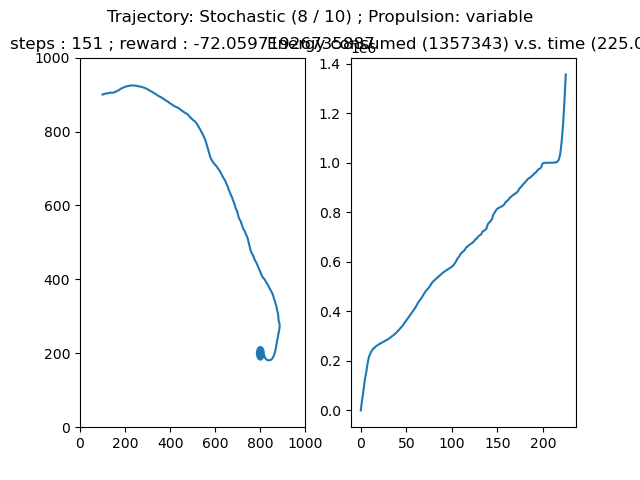 Trajectory: Stochastic (8 / 10) ; Propulsion: variable
steps : 151 ; reward : -72.0597
consumed (1357343) v.s. time (225.0
1e6
1000
800
600
400
200
0
0 200 400 600 800 1000
1.4
1.2
1.0
0.8
0.6
0.4
0.2
0.0
0 50 100 150 200